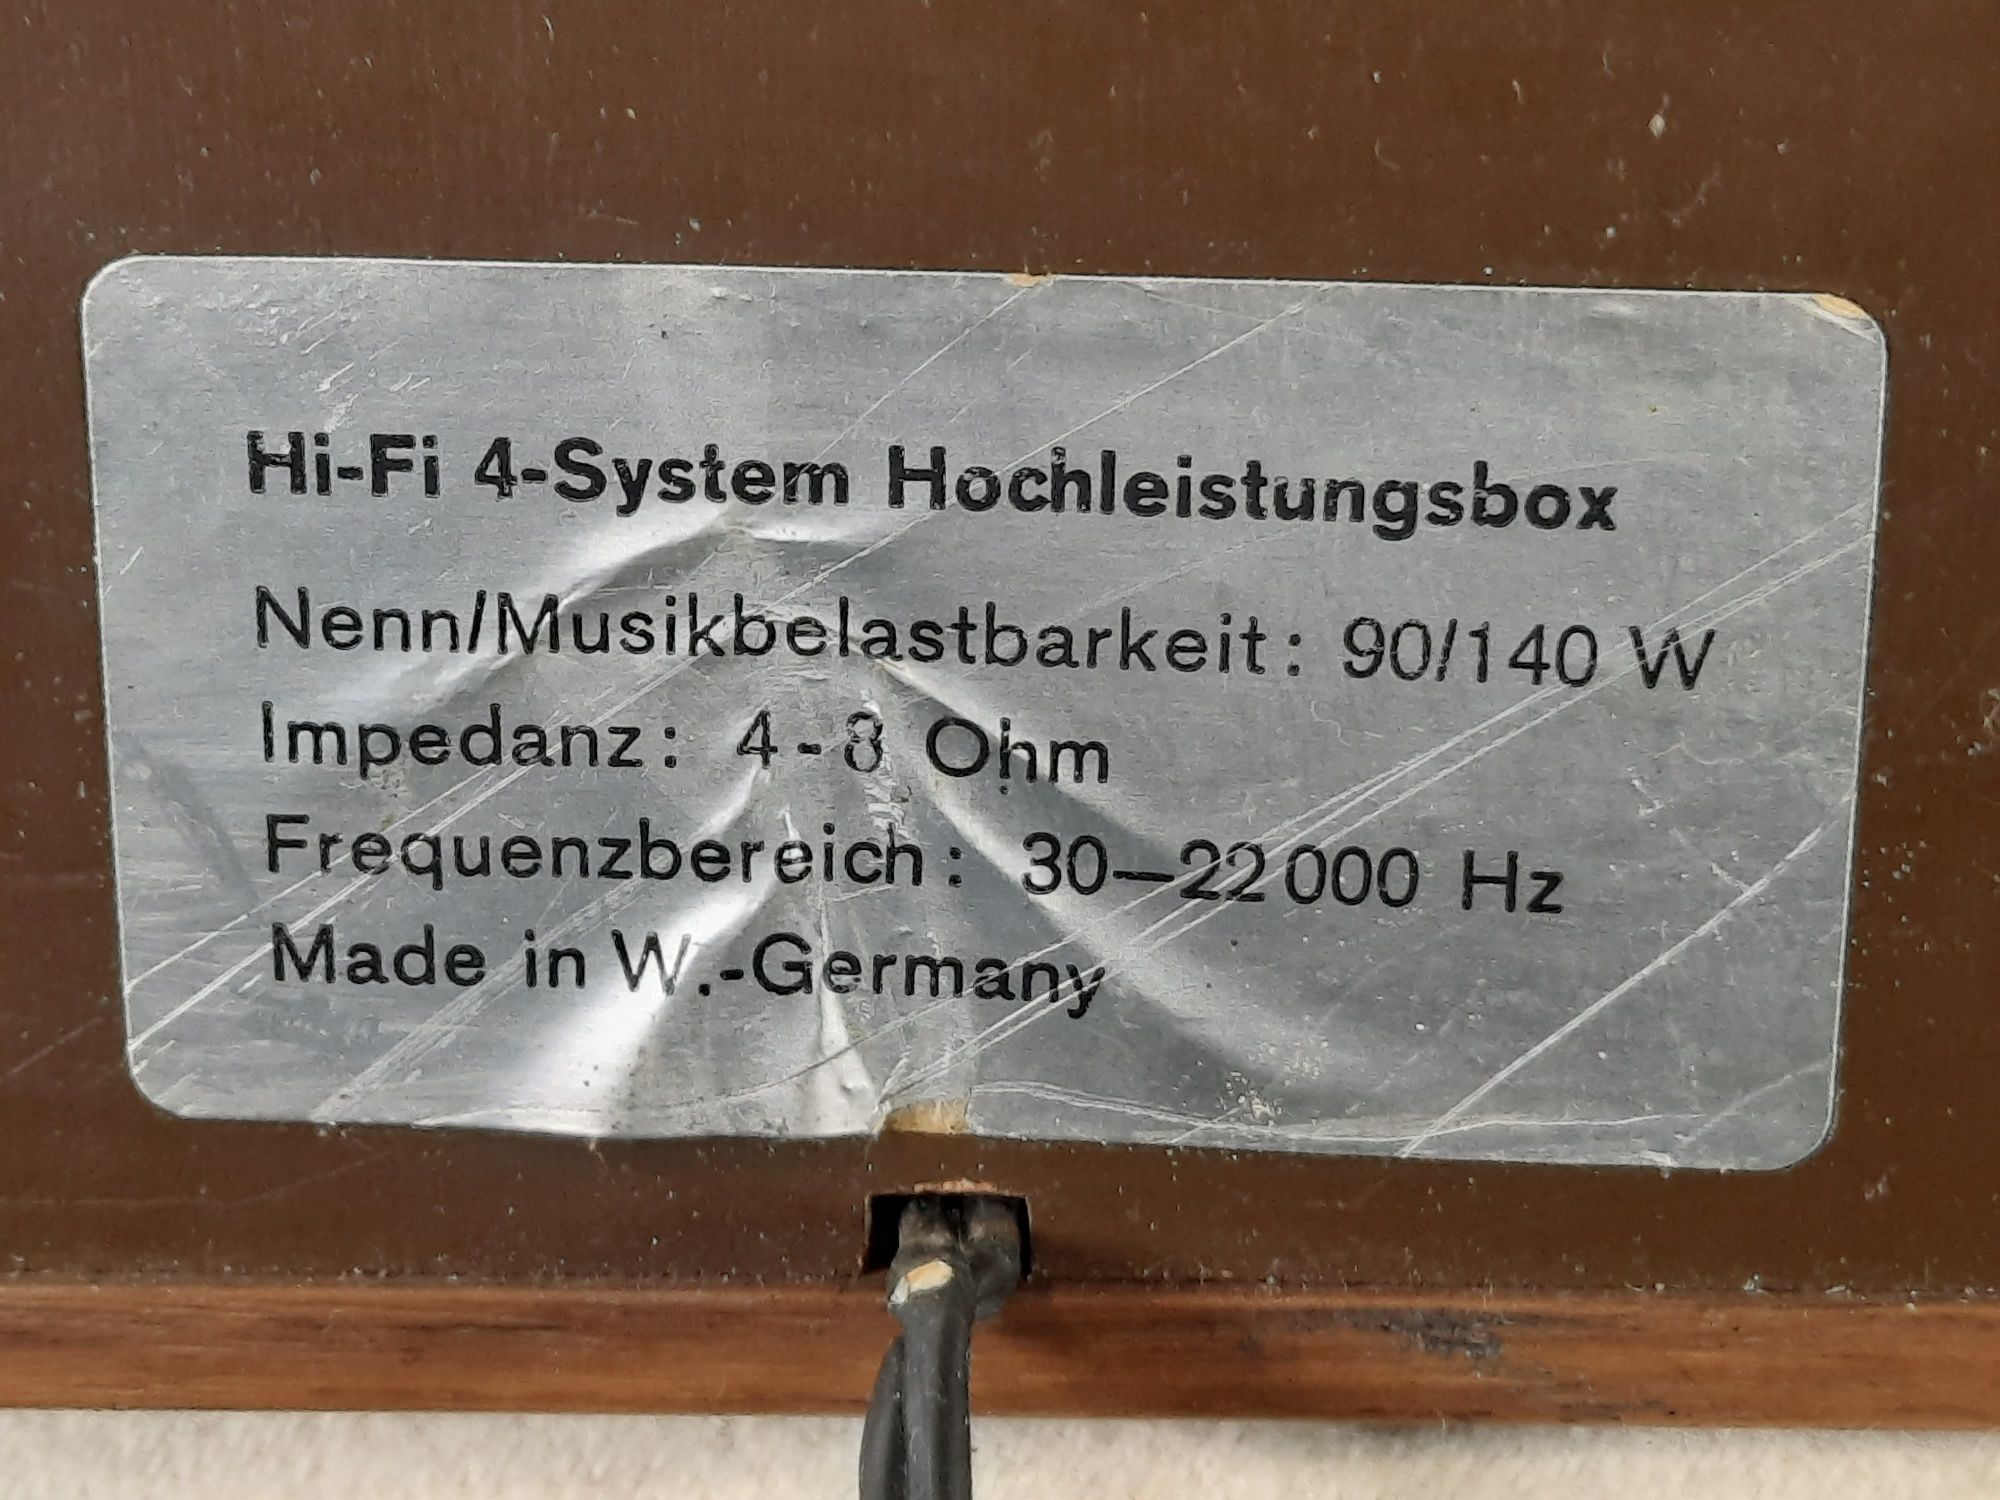 Hi-Fi 4-System Hochleistungsbox
Nenn/Musikbelastbarkeit: 90/140 W
Impedanz: 4-8 Ohm
Frequenzbereich: 30—22000 Hz
Made in W.-Germany